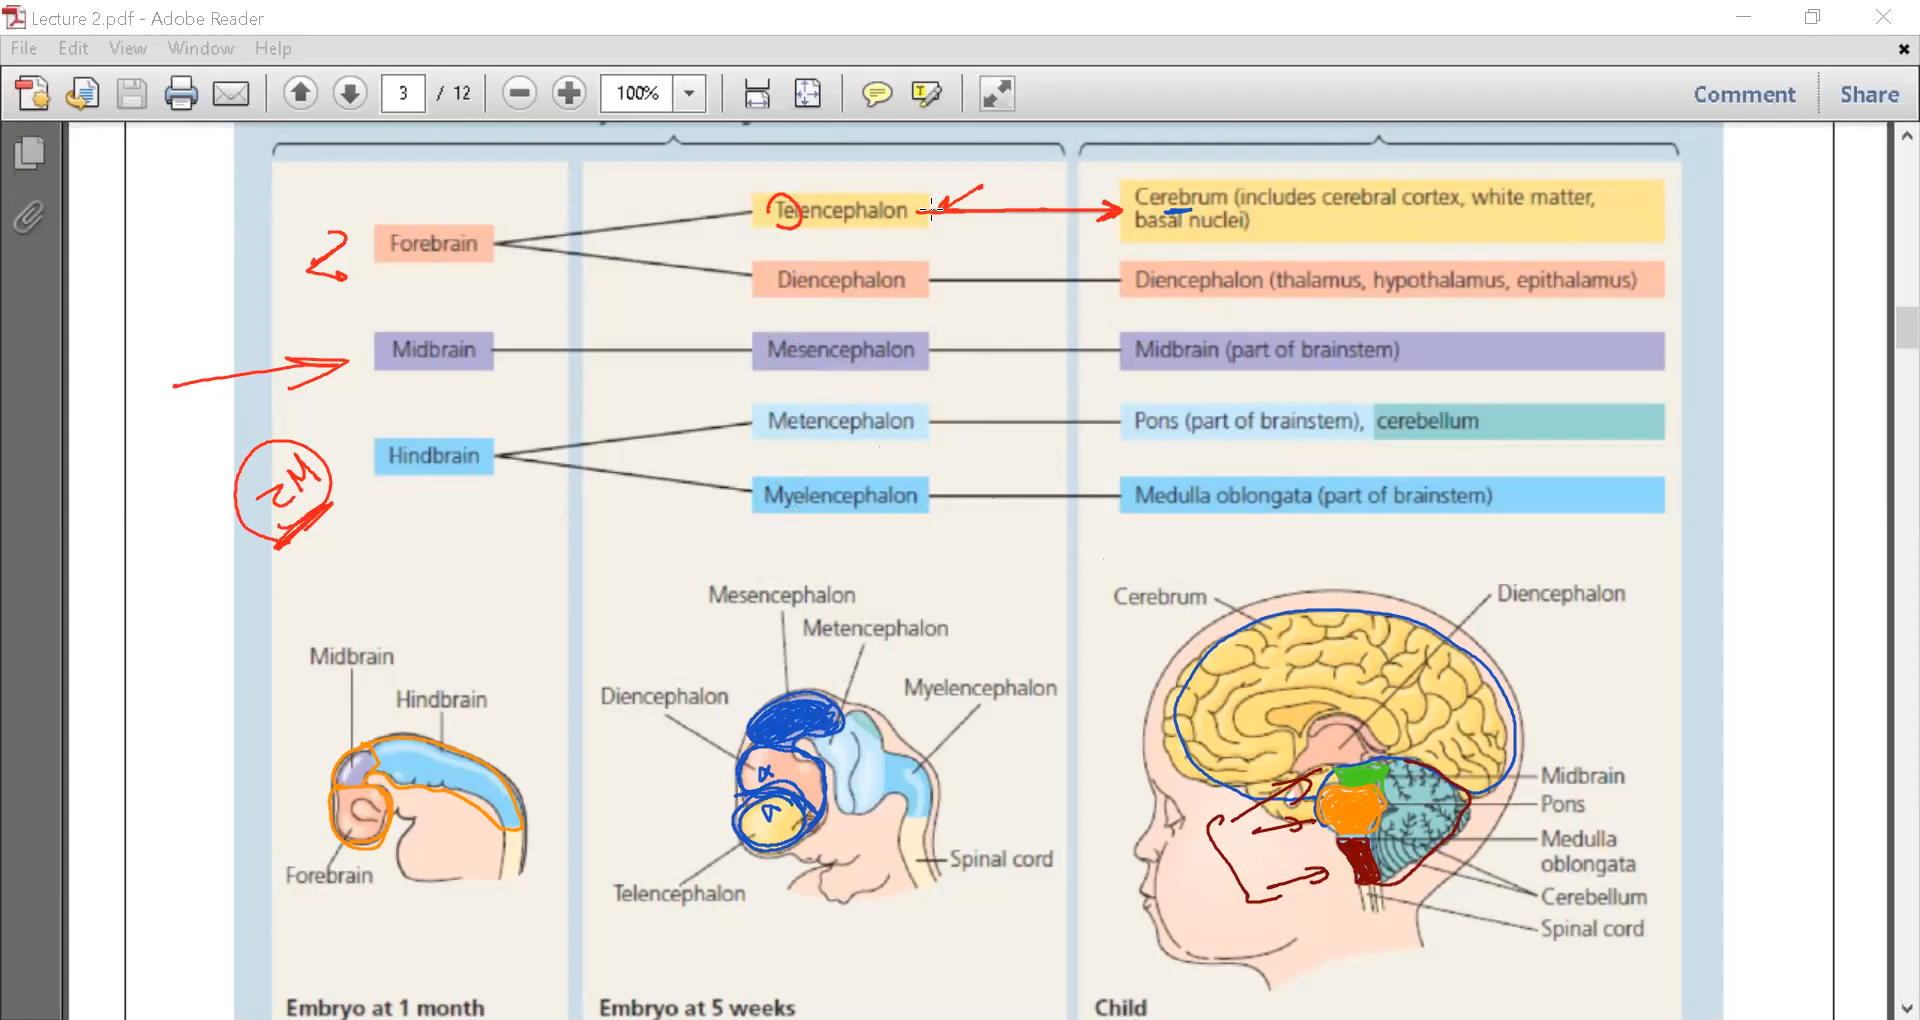 Lecture 2.pdf - Adobe Reader
File Edit View Window Help
3 / 12 100% Comment Share
Telencephalon
Cerebrum (includes cerebral cortex, white matter,
basal nuclei)
2 Forebrain
Diencephalon
Diencephalon (thalamus, hypothalamus, epithalamus)
Midbrain
Mesencephalon
Midbrain (part of brainstem)
Metencephalon
Pons (part of brainstem), cerebellum
2M Hindbrain
Myelencephalon
Medulla oblongata (part of brainstem)
Midbrain
Hindbrain
Forebrain
Embryo at 1 month
Mesencephalon
Metencephalon
Diencephalon
Myelencephalon
Spinal cord
Telencephalon
Embryo at 5 weeks
Cerebrum
Diencephalon
Midbrain
Pons
Medulla
oblongata
Cerebellum
Spinal cord
Child